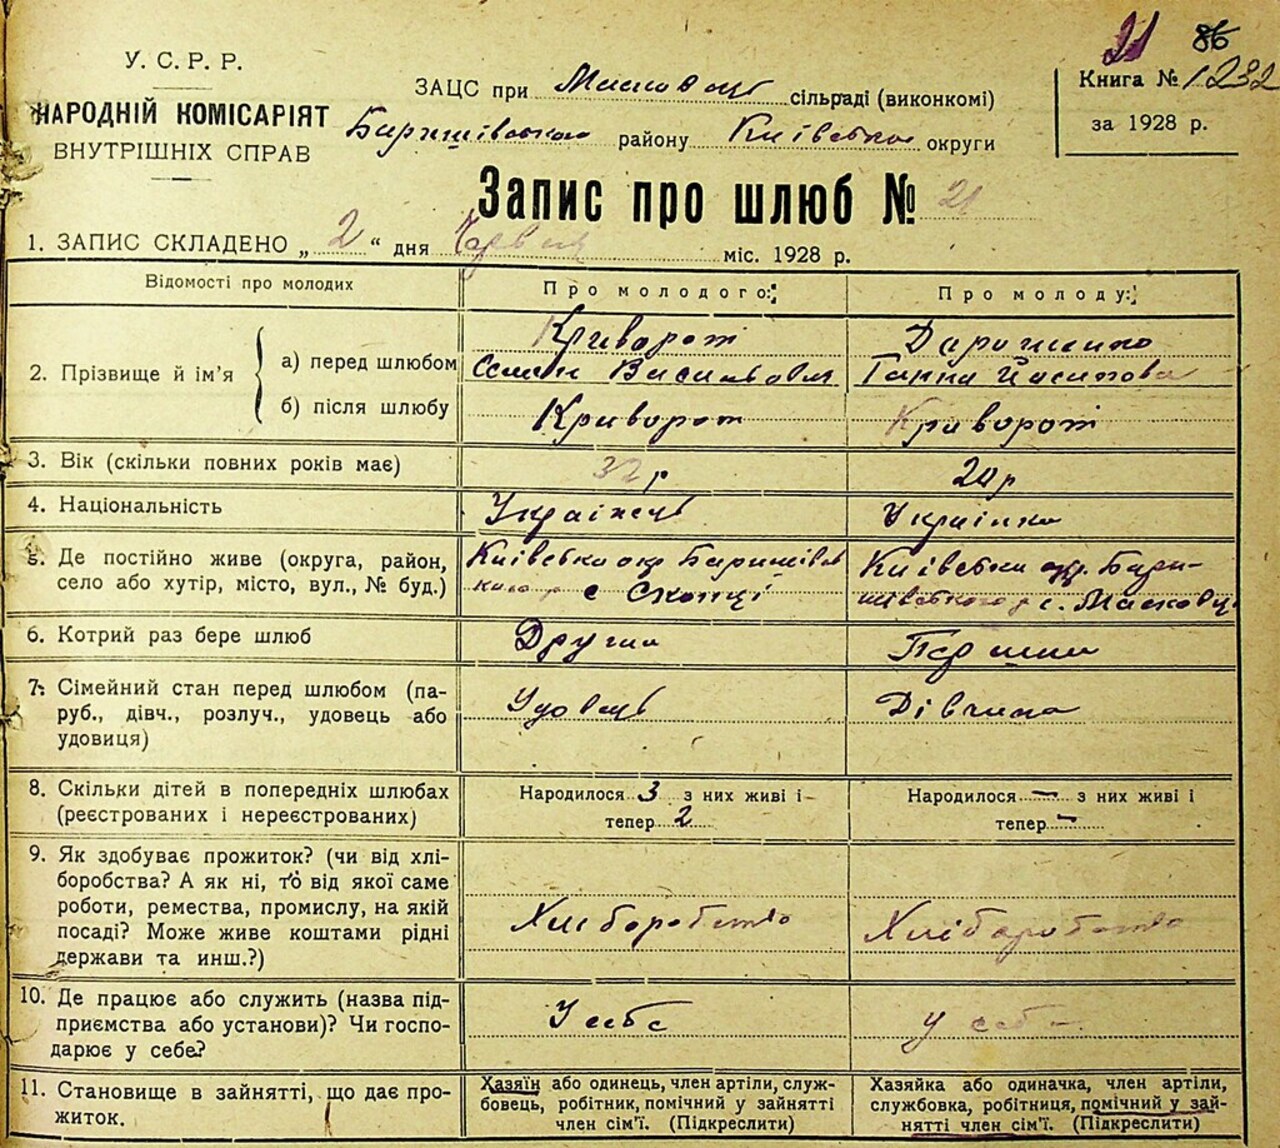 21 86
У. С. Р. Р.
НАРОДНІЙ КОМІСАРІЯТ
ВНУТРІШНІХ СПРАВ
ЗАЦС при Масковец сільраді (виконкомі)
Баришівського району Київської округи
Книга № 1232
за 1928 р.
Запис про шлюб № 21
1. ЗАПИС СКЛАДЕНО „ 2 “ дня Червня міс. 1928 р.
Відомості про молодих
Про молодого:
Про молоду:
2. Прізвище й ім'я
а) перед шлюбом
Криворот
Семен Васильович
Дарошенко
Ганна Йосипова
б) після шлюбу
Криворот
Криворот
3. Вік (скільки повних років має)
32 р
20 р
4. Національність
Українець
Українка
5. Де постійно живе (округа, район,
село або хутір, місто, вул., № буд.)
Київська окр Баришівсь
кого р с Скопці
Київська окр. Бари-
шівського р с. Масковці
6. Котрий раз бере шлюб
Другий
Перший
7. Сімейний стан перед шлюбом (па-
руб., дівч., розлуч., удовець або
удовиця)
Удовець
Дівчина
8. Скільки дітей в попередніх шлюбах
(реєстрованих і нереєстрованих)
Народилося 3 з них живі і
тепер 2
Народилося — з них живі і
тепер —
9. Як здобуває прожиток? (чи від хлі-
боробства? А як ні, то від якої саме
роботи, ремества, промислу, на якій
посаді? Може живе коштами рідні
держави та инш.?)
Хліборобство
Хліборобство
10. Де працює або служить (назва під-
приємства або установи)? Чи госпо-
дарює у себе?
У себе
у себе
11. Становище в зайнятті, що дає про-
житок.
Хазяїн або одинець, член артіли, служ-
бовець, робітник, помічний у зайнятті
член сім'ї. (Підкреслити)
Хазяйка або одиначка, член артіли,
службовка, робітниця, помічний у зай-
нятті член сім'ї. (Підкреслити)